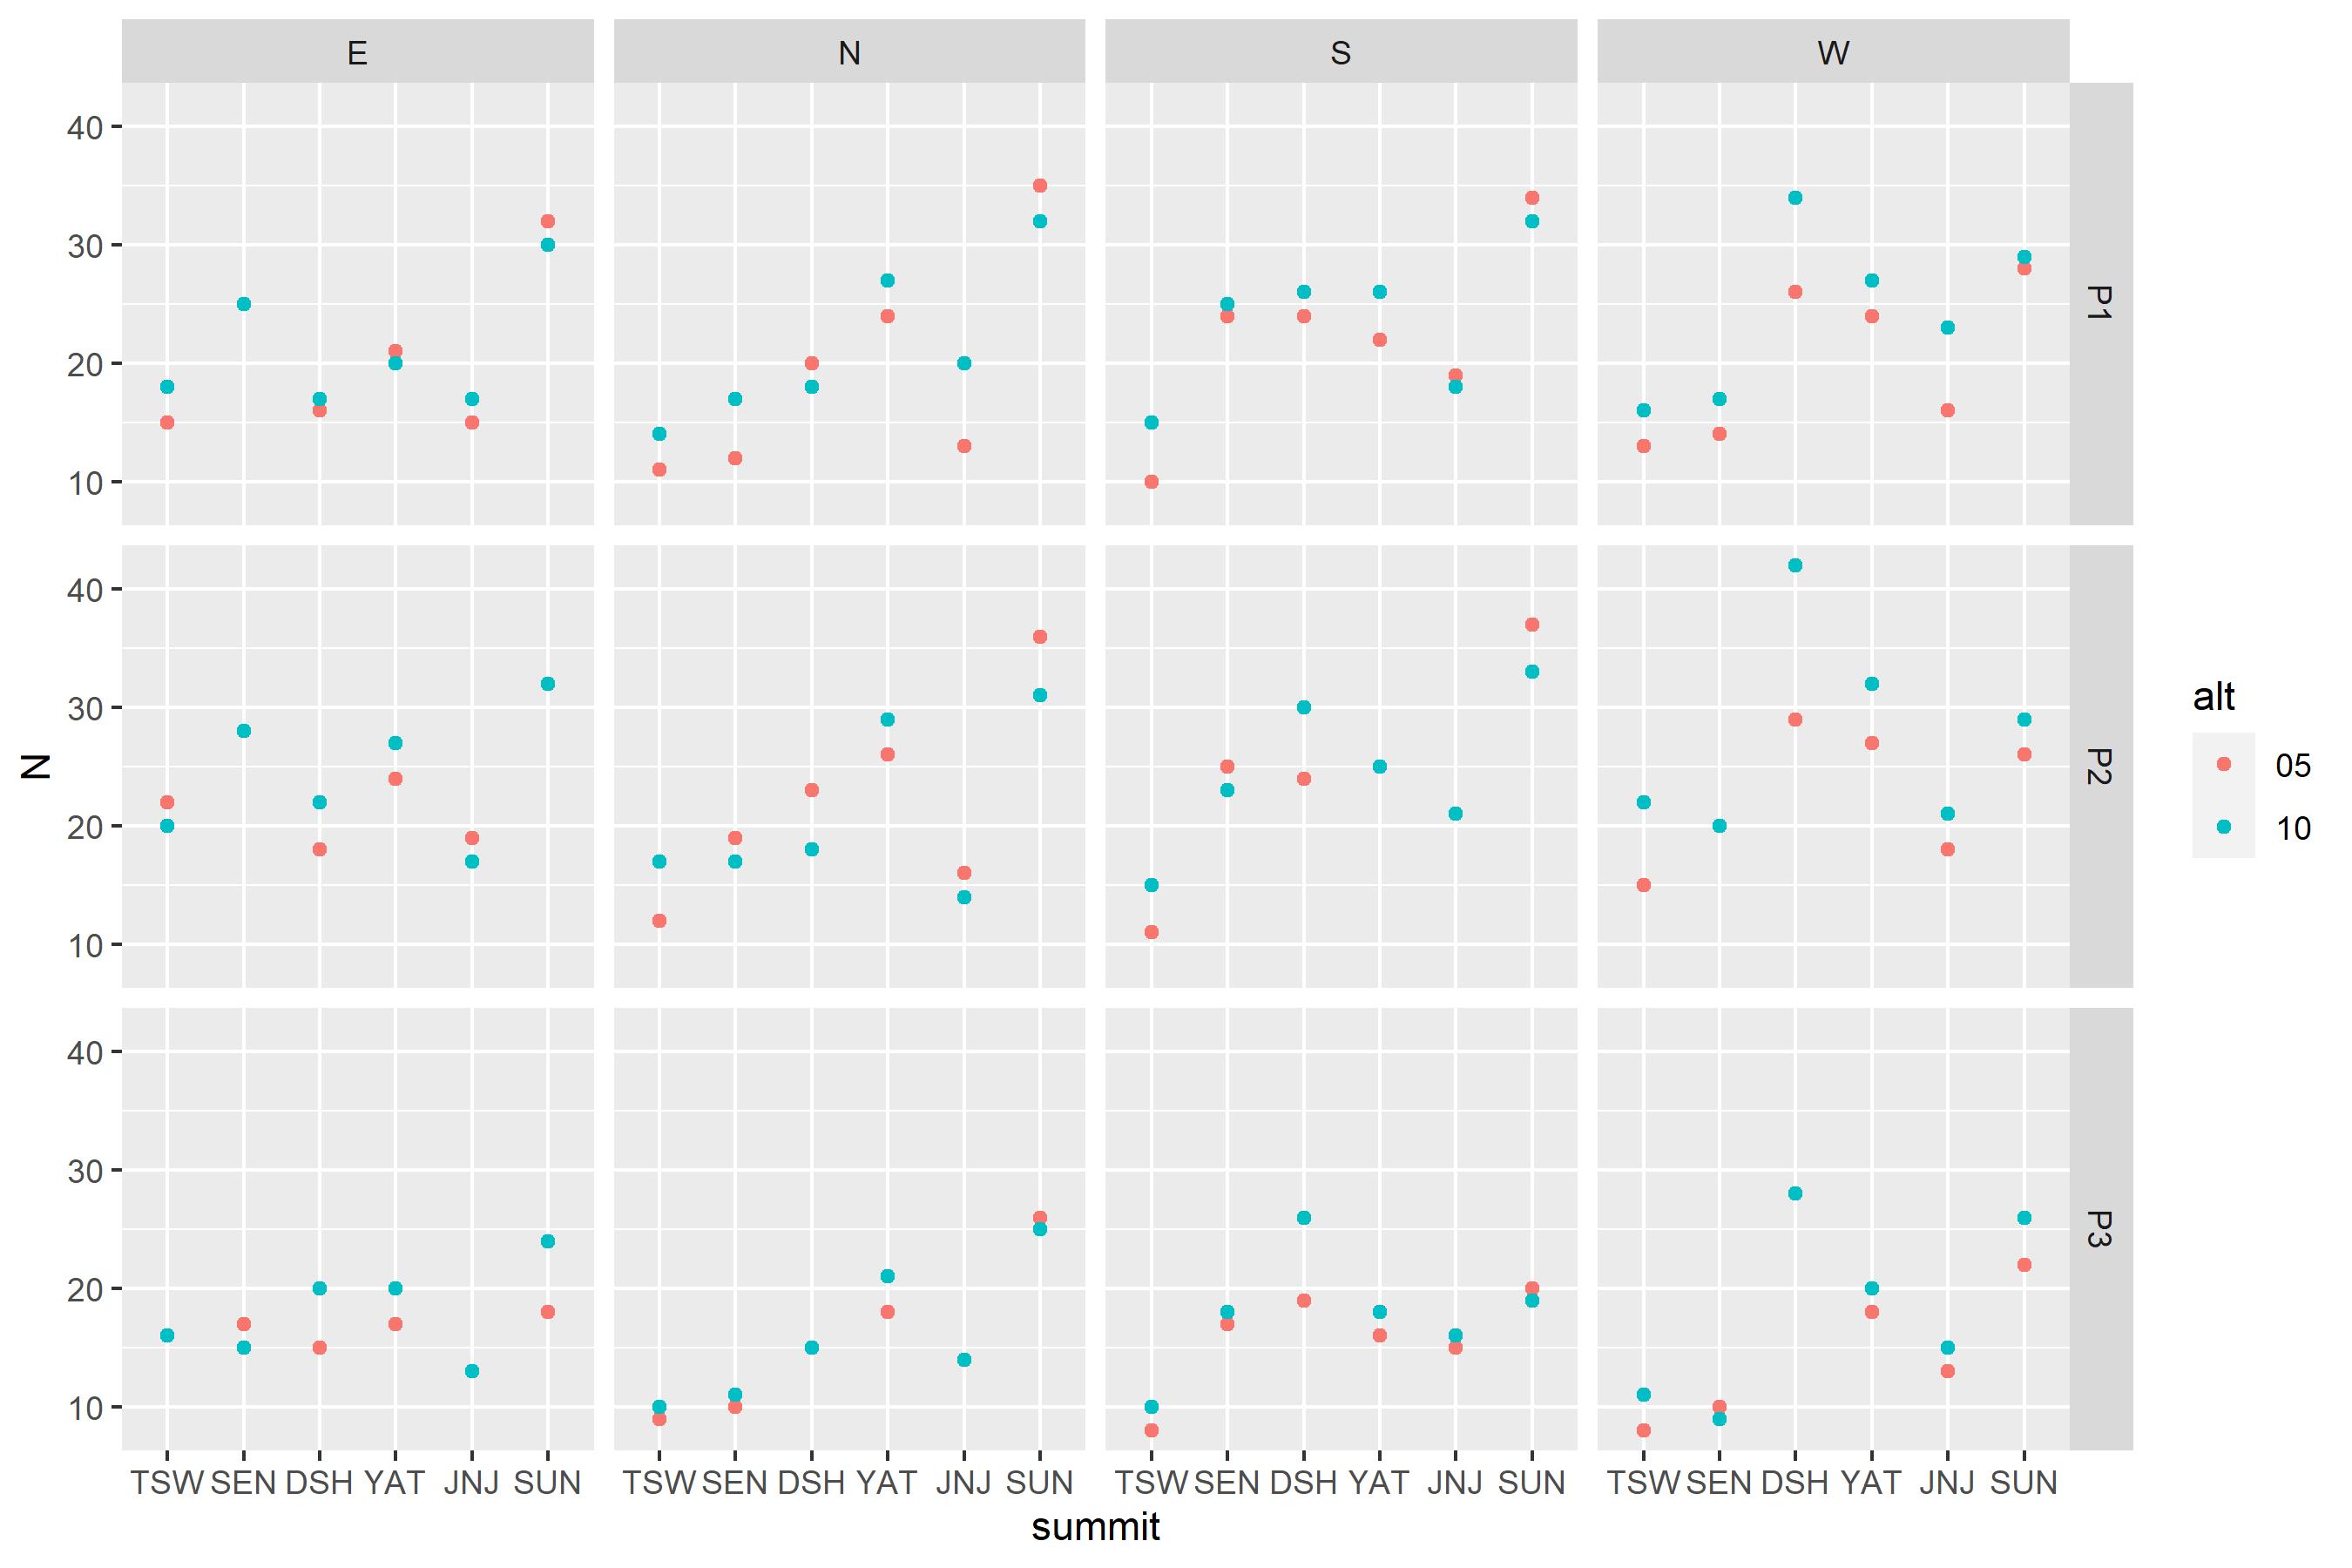 E N S W
40
30
20
10
P1
40
30
20
10
P2
40
30
20
10
P3
N
TSW SEN DSH YAT JNJ SUN TSW SEN DSH YAT JNJ SUN TSW SEN DSH YAT JNJ SUN TSW SEN DSH YAT JNJ SUN
summit
alt
05
10